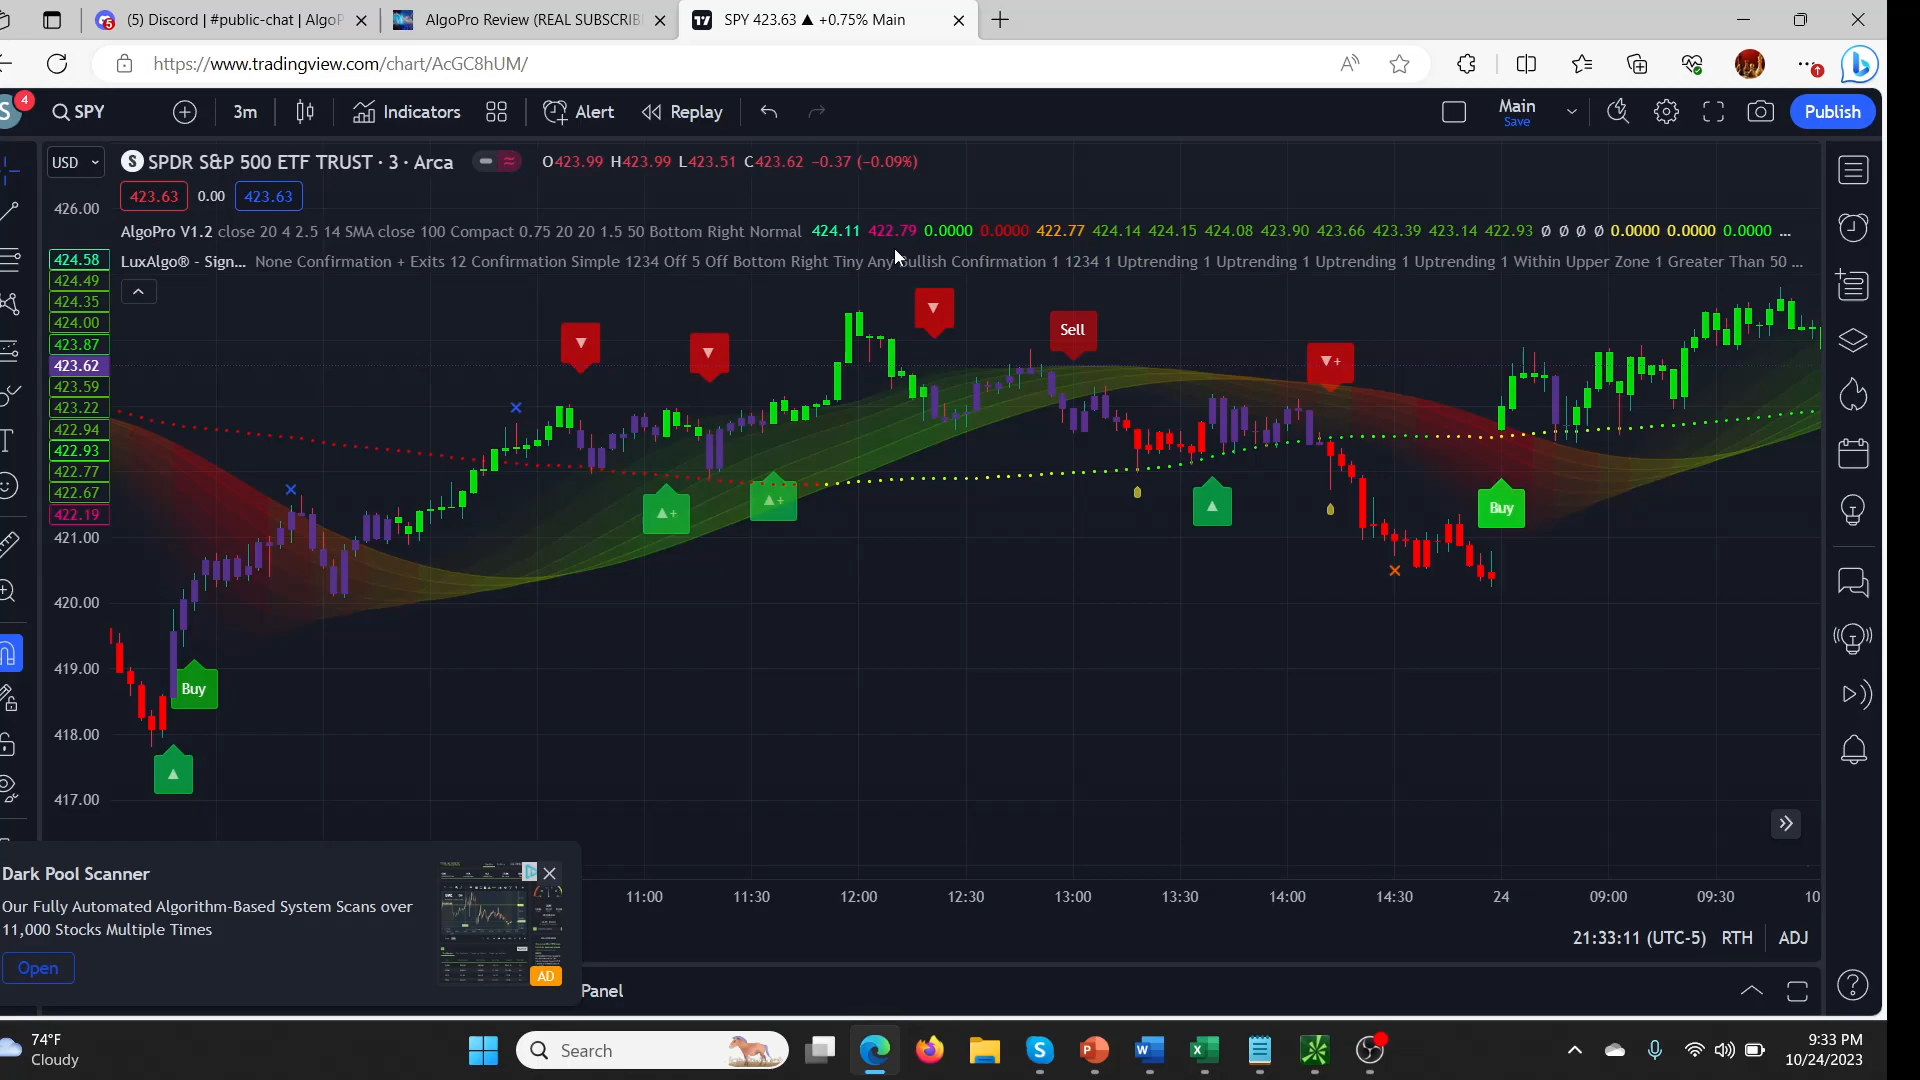 (5) Discord | #public-chat | AlgoP
AlgoPro Review (REAL SUBSCRIB
SPY 423.63 ▲ +0.75% Main
https://www.tradingview.com/chart/AcGC8hUM/
S 4
SPY
3m
Indicators
Alert
Replay
Main
Save
Publish
USD
S SPDR S&P 500 ETF TRUST · 3 · Arca
O423.99 H423.99 L423.51 C423.62 −0.37 (−0.09%)
423.63 0.00 423.63
426.00
AlgoPro V1.2 close 20 4 2.5 14 SMA close 100 Compact 0.75 20 20 1.5 50 Bottom Right Normal 424.11 422.79 0.0000 0.0000 422.77 424.14 424.15 424.08 423.90 423.66 423.39 423.14 422.93 Ø Ø Ø Ø 0.0000 0.0000 0.0000 ...
LuxAlgo® - Sign... None Confirmation + Exits 12 Confirmation Simple 1234 Off 5 Off Bottom Right Tiny Any Bullish Confirmation 1 1234 1 Uptrending 1 Uptrending 1 Uptrending 1 Uptrending 1 Within Upper Zone 1 Greater Than 50 ...
424.58
424.49
424.35
424.00
423.87
423.62
423.59
423.22
422.94
422.93
422.77
422.67
422.19
421.00
420.00
419.00
418.00
417.00
▼
▼
▼
Sell
▼+
▲+
▲+
▲
Buy
Buy
▲
Dark Pool Scanner
Our Fully Automated Algorithm-Based System Scans over
11,000 Stocks Multiple Times
Open
AD
11:00
11:30
12:00
12:30
13:00
13:30
14:00
14:30
24
09:00
09:30
10
21:33:11 (UTC-5) RTH ADJ
Panel
74°F
Cloudy
Search
9:33 PM
10/24/2023